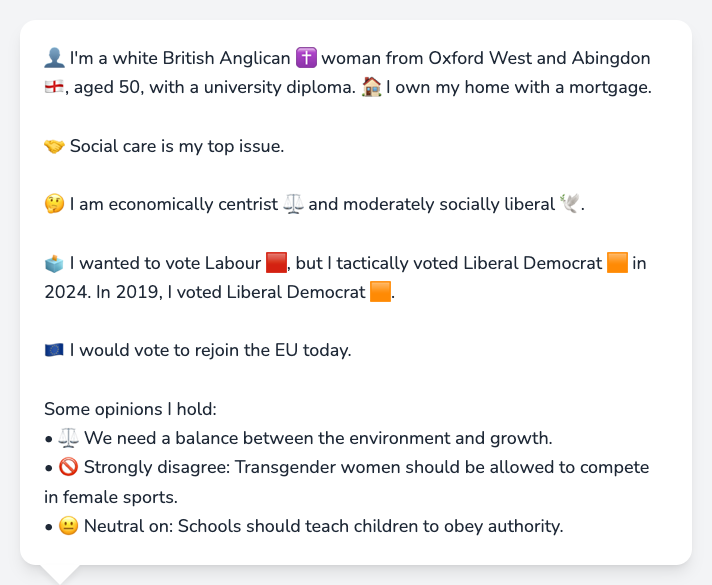 👤 I'm a white British Anglican ✝️ woman from Oxford West and Abingdon
🏴󠁧󠁢󠁥󠁮󠁧󠁿, aged 50, with a university diploma. 🏠 I own my home with a mortgage.
🤝 Social care is my top issue.
🤔 I am economically centrist ⚖️ and moderately socially liberal 🕊️.
🗳️ I wanted to vote Labour 🟥, but I tactically voted Liberal Democrat 🟧 in
2024. In 2019, I voted Liberal Democrat 🟧.
🇪🇺 I would vote to rejoin the EU today.
Some opinions I hold:
• ⚖️ We need a balance between the environment and growth.
• 🚫 Strongly disagree: Transgender women should be allowed to compete
in female sports.
• 😐 Neutral on: Schools should teach children to obey authority.